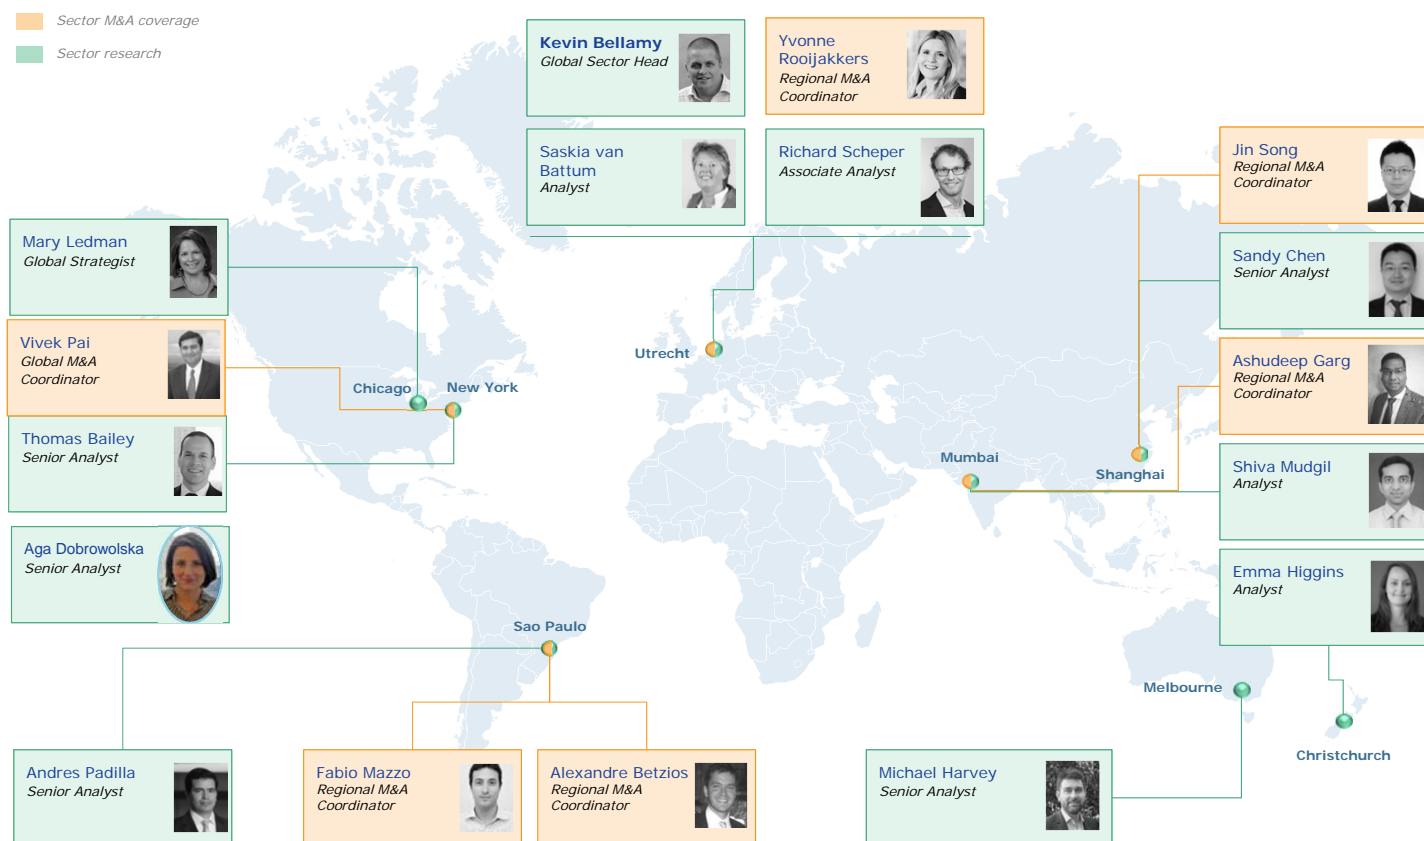 Sector M&A coverage
Sector research
Kevin Bellamy
Global Sector Head
Yvonne
Rooijakkers
Regional M&A
Coordinator
Saskia van
Battum
Analyst
Richard Scheper
Associate Analyst
Jin Song
Regional M&A
Coordinator
Sandy Chen
Senior Analyst
Ashudeep Garg
Regional M&A
Coordinator
Shiva Mudgil
Analyst
Emma Higgins
Analyst
Mary Ledman
Global Strategist
Vivek Pai
Global M&A
Coordinator
Thomas Bailey
Senior Analyst
Aga Dobrowolska
Senior Analyst
Utrecht
Chicago
New York
Mumbai
Shanghai
Sao Paulo
Melbourne
Christchurch
Andres Padilla
Senior Analyst
Fabio Mazzo
Regional M&A
Coordinator
Alexandre Betzios
Regional M&A
Coordinator
Michael Harvey
Senior Analyst